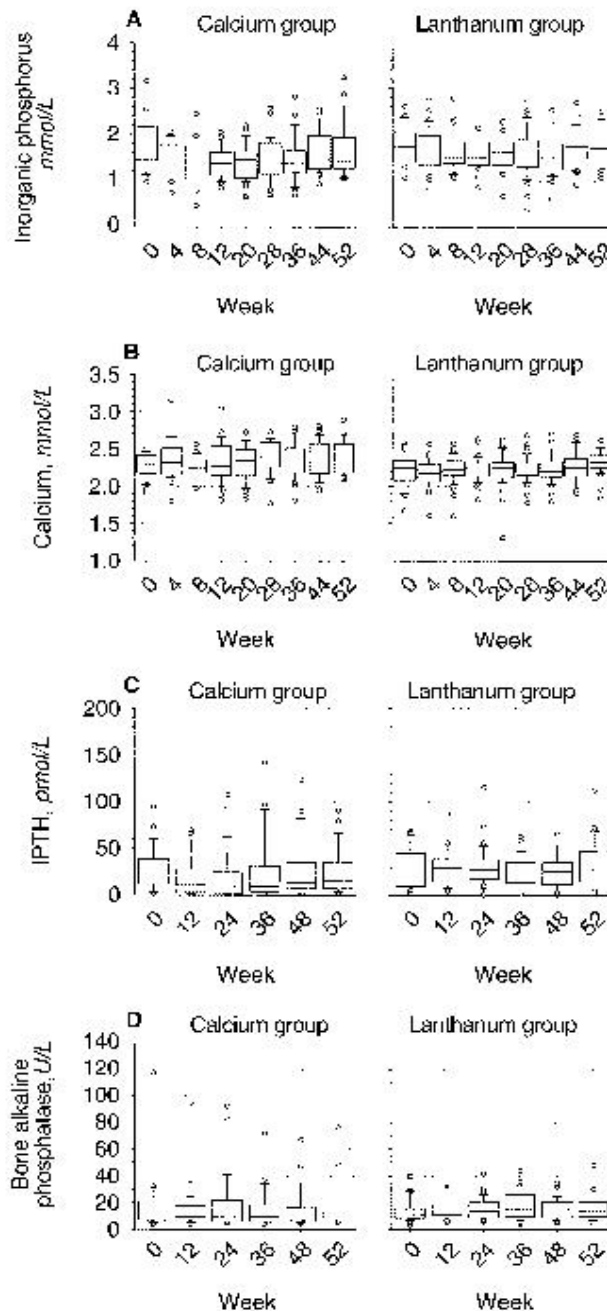 A Calcium group Lanthanum group
Inorganic phosphorus
mmol/L
4
3
2
1
0
0 4 8 12 20 28 36 44 52 0 4 8 12 20 28 36 44 52
Week Week
B Calcium group Lanthanum group
Calcium, mmol/L
3.5
3.0
2.5
2.0
1.5
1.0
0 4 8 12 20 28 36 44 52 0 4 8 12 20 28 36 44 52
Week Week
C Calcium group Lanthanum group
IPTH, pmol/L
200
150
100
50
0
0 12 24 36 48 52 0 12 24 36 48 52
Week Week
D Calcium group Lanthanum group
Bone alkaline
phosphatase, U/L
140
120
100
80
60
40
20
0
0 12 24 36 48 52 0 12 24 36 48 52
Week Week